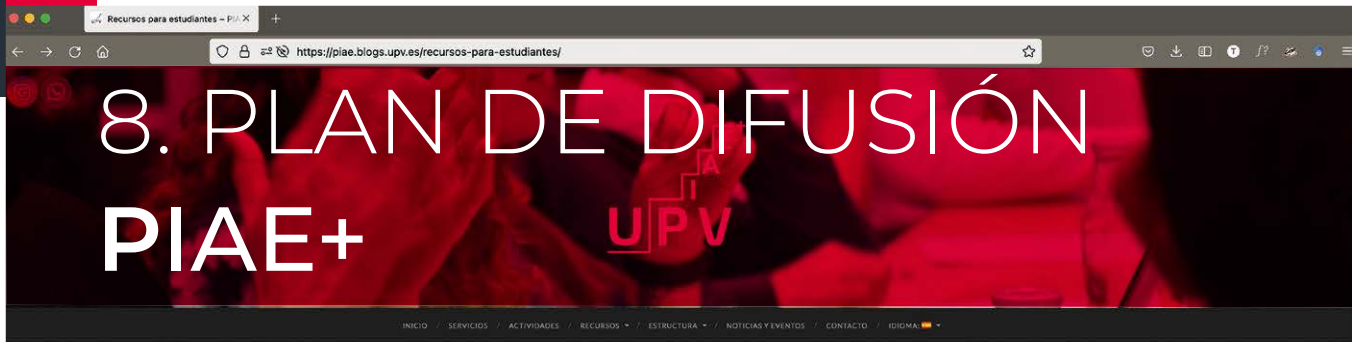 Recursos para estudiantes – PIA
https://piae.blogs.upv.es/recursos-para-estudiantes/
8. PLAN DE DIFUSIÓN
PIAE+
A
I
UPV
INICIO / SERVICIOS / ACTIVIDADES / RECURSOS / ESTRUCTURA / NOTICIAS Y EVENTOS / CONTACTO / IDIOMA: